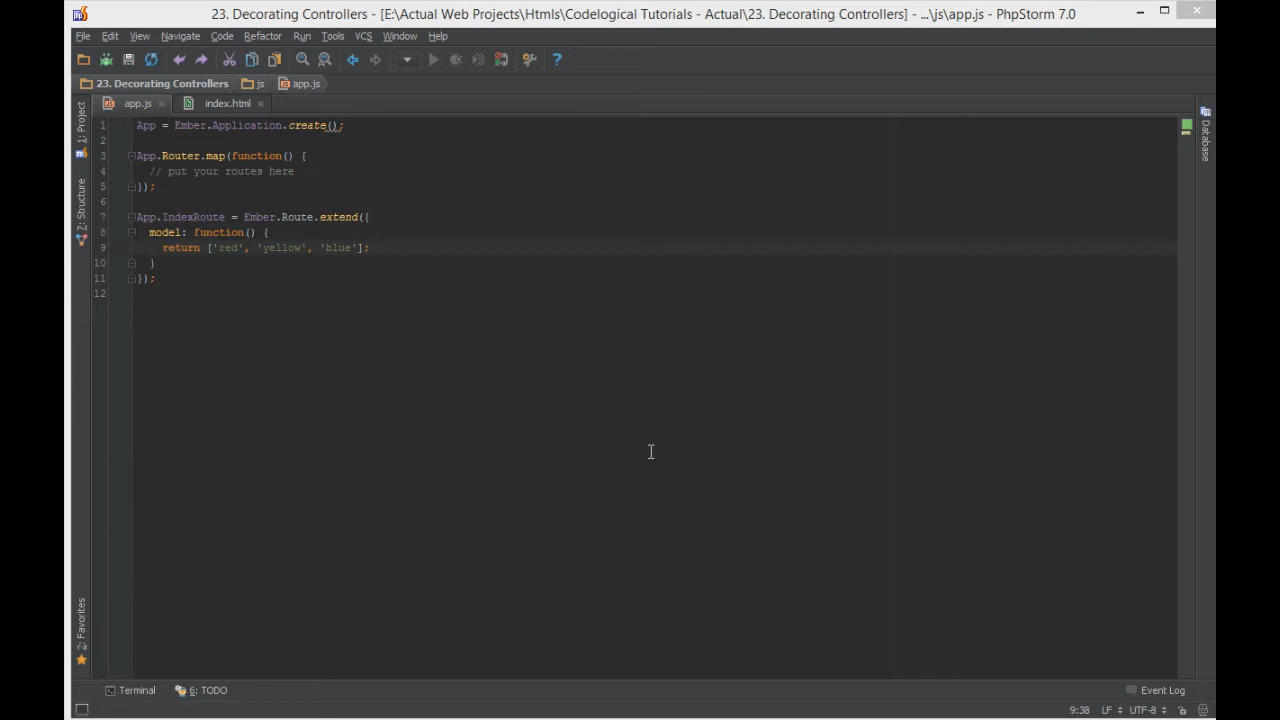 23. Decorating Controllers - [E:\Actual Web Projects\Htmls\Codelogical Tutorials - Actual\23. Decorating Controllers] - ...\js\app.js - PhpStorm 7.0
File Edit View Navigate Code Refactor Run Tools VCS Window Help
23. Decorating Controllers js app.js
app.js index.html
1: Project
Z: Structure
2: Favorites
Database
1 App = Ember.Application.create();
2
3 App.Router.map(function() {
4 // put your routes here
5 });
6
7 App.IndexRoute = Ember.Route.extend({
8 model: function() {
9 return ['red', 'yellow', 'blue'];
10 }
11 });
12
Terminal 6: TODO Event Log
9:38 LF UTF-8